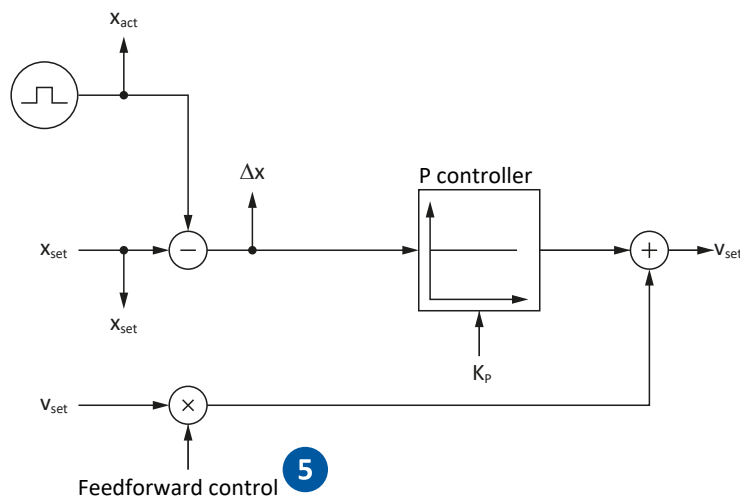 xact
Δx
P controller
xset
−
+
vset
xset
KP
vset
×
Feedforward control 5